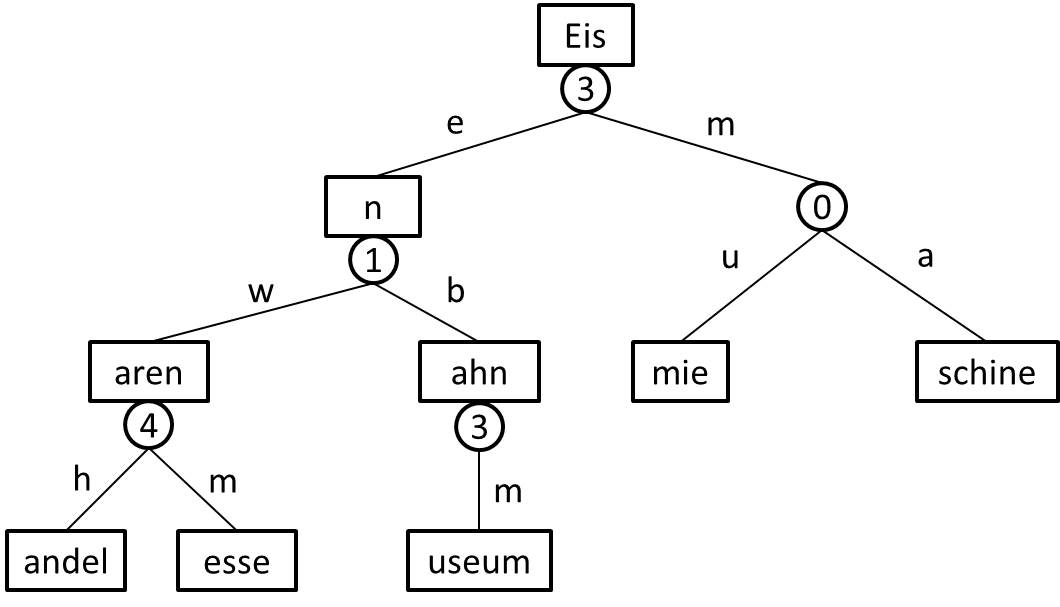 Eis
3
e m
n 0
1
u a
w b
aren ahn mie schine
4 3
h m m
andel esse useum